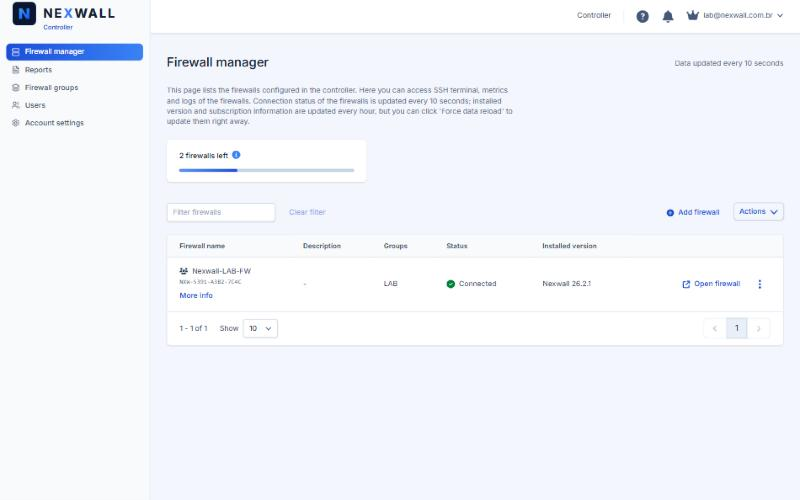 N NEXWALL
Controller
Controller
?
lab@nexwall.com.br
Firewall manager
Reports
Firewall groups
Users
Account settings
Firewall manager
Data updated every 10 seconds
This page lists the firewalls configured in the controller. Here you can access SSH terminal, metrics
and logs of the firewalls. Connection status of the firewalls is updated every 10 seconds; installed
version and subscription information are updated every hour, but you can click 'Force data reload' to
update them right away.
2 firewalls left
Filter firewalls
Clear filter
Add firewall
Actions
Firewall name Description Groups Status Installed version
Nexwall-LAB-FW
More info
- LAB Connected Nexwall 26.2.1 Open firewall
1 - 1 of 1 Show 10
1